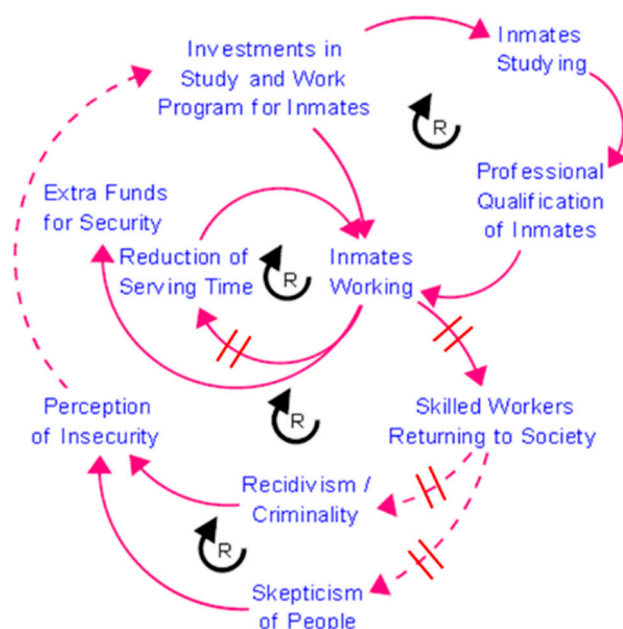 Investments in
Study and Work
Program for Inmates
Inmates
Studying
R
Professional
Qualification
of Inmates
Extra Funds
for Security
Reduction of
Serving Time
R
Inmates
Working
R
Perception
of Insecurity
Skilled Workers
Returning to Society
Recidivism /
Criminality
R
Skepticism
of People